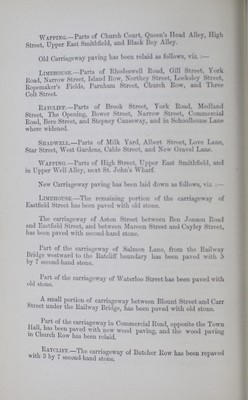 WAPPING.—Parts of Church Court, Queen's Head Alley, High
Street, Upper East Smithfield, and Black Boy Alley.
Old Carriageway paving has been relaid as follows, viz. :—
LIMEHOUSE.—Parts of Rhodeswell Road, Gill Street, York
Road, Narrow Street, Island Row, Northey Street, Locksley Street,
Ropemaker's Fields, Farnham Street, Church Row, and Three
Colt Street.
RATCLIFF.—Parts of Brook Street, York Road, Medland
Street, The Opening, Bower Street, Narrow Street, Commercial
Road, Bere Street, and Stepney Causeway, and in Schoolhouse Lane
where widened.
SHADWELL.—Parts of Milk Yard, Albert Street, Love Lane,
Star Street, West Gardens, Cable Street, and New Gravel Lane.
WAPPING.—Parts of High Street, Upper East Smithfield, and
in Upper Well Alley, next St. John's Wharf.
New Carriageway paving has been laid down as follows, viz. :—
LIMEHOUSE.—The remaining portion of the carriageway of
Eastfield Street has been paved with old stone.
The carriageway of Aston Street between Ben Jonson Road
and Eastfield Street, and between Maroon Street and Cayley Street,
has been paved with second-hand stone.
Part of the carriageway of Salmon Lane, from the Railway
Bridge westward to the Ratcliff boundary has been paved with 3
by 7 second-hand stone.
Part of the carriageway of Waterloo Street has been paved with
old stone.
A small portion of carriageway between Blount Street and Carr
Street under the Railway Bridge, has been paved with old stone.
Part of the carriageway in Commercial Road, opposite the Town
Hall, has been paved with new wood paving, and the wood paving
in Church Row has been relaid.
RATCLIFF.—The carriageway of Butcher Row has been repaved
with 3 by 7 second-hand stone.